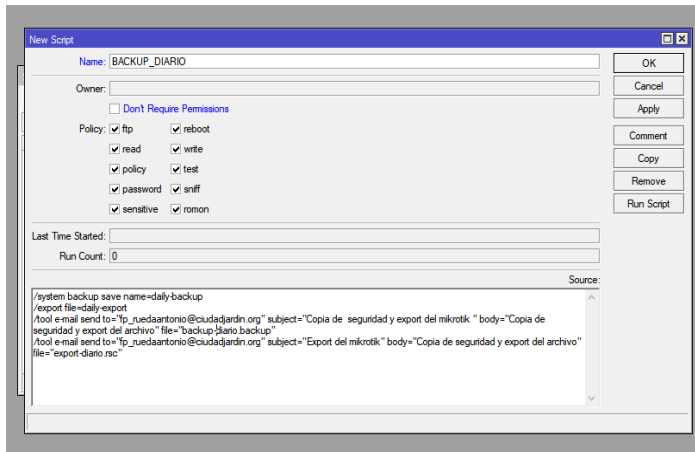 New Script
Name: BACKUP_DIARIO
OK
Owner:
Cancel
Don't Require Permissions
Apply
Policy: ftp reboot
Comment
read write
Copy
policy test
Remove
password sniff
Run Script
sensitive romon
Last Time Started:
Run Count: 0
Source:
/system backup save name=daily-backup
/export file=daily-export
/tool e-mail send to="fp_ruedaantonio@ciudadjardin.org" subject="Copia de  seguridad y export del mikrotik " body="Copia de
seguridad y export del archivo" file="backup-diario.backup"
/tool e-mail send to="fp_ruedaantonio@ciudadjardin.org" subject="Export del mikrotik" body="Copia de seguridad y export del archivo"
file="export-diario.rsc"